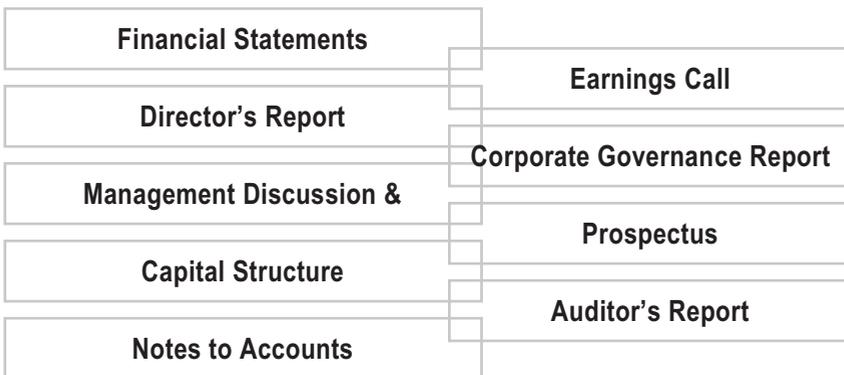 Financial Statements
Director’s Report
Management Discussion &
Capital Structure
Notes to Accounts
Earnings Call
Corporate Governance Report
Prospectus
Auditor’s Report